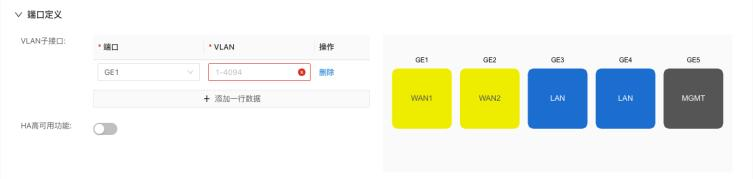 端口定义
VLAN子接口:
* 端口 * VLAN 操作
GE1 1-4094 删除
+ 添加一行数据
HA高可用功能:
GE1 GE2 GE3 GE4 GE5
WAN1 WAN2 LAN LAN MGMT